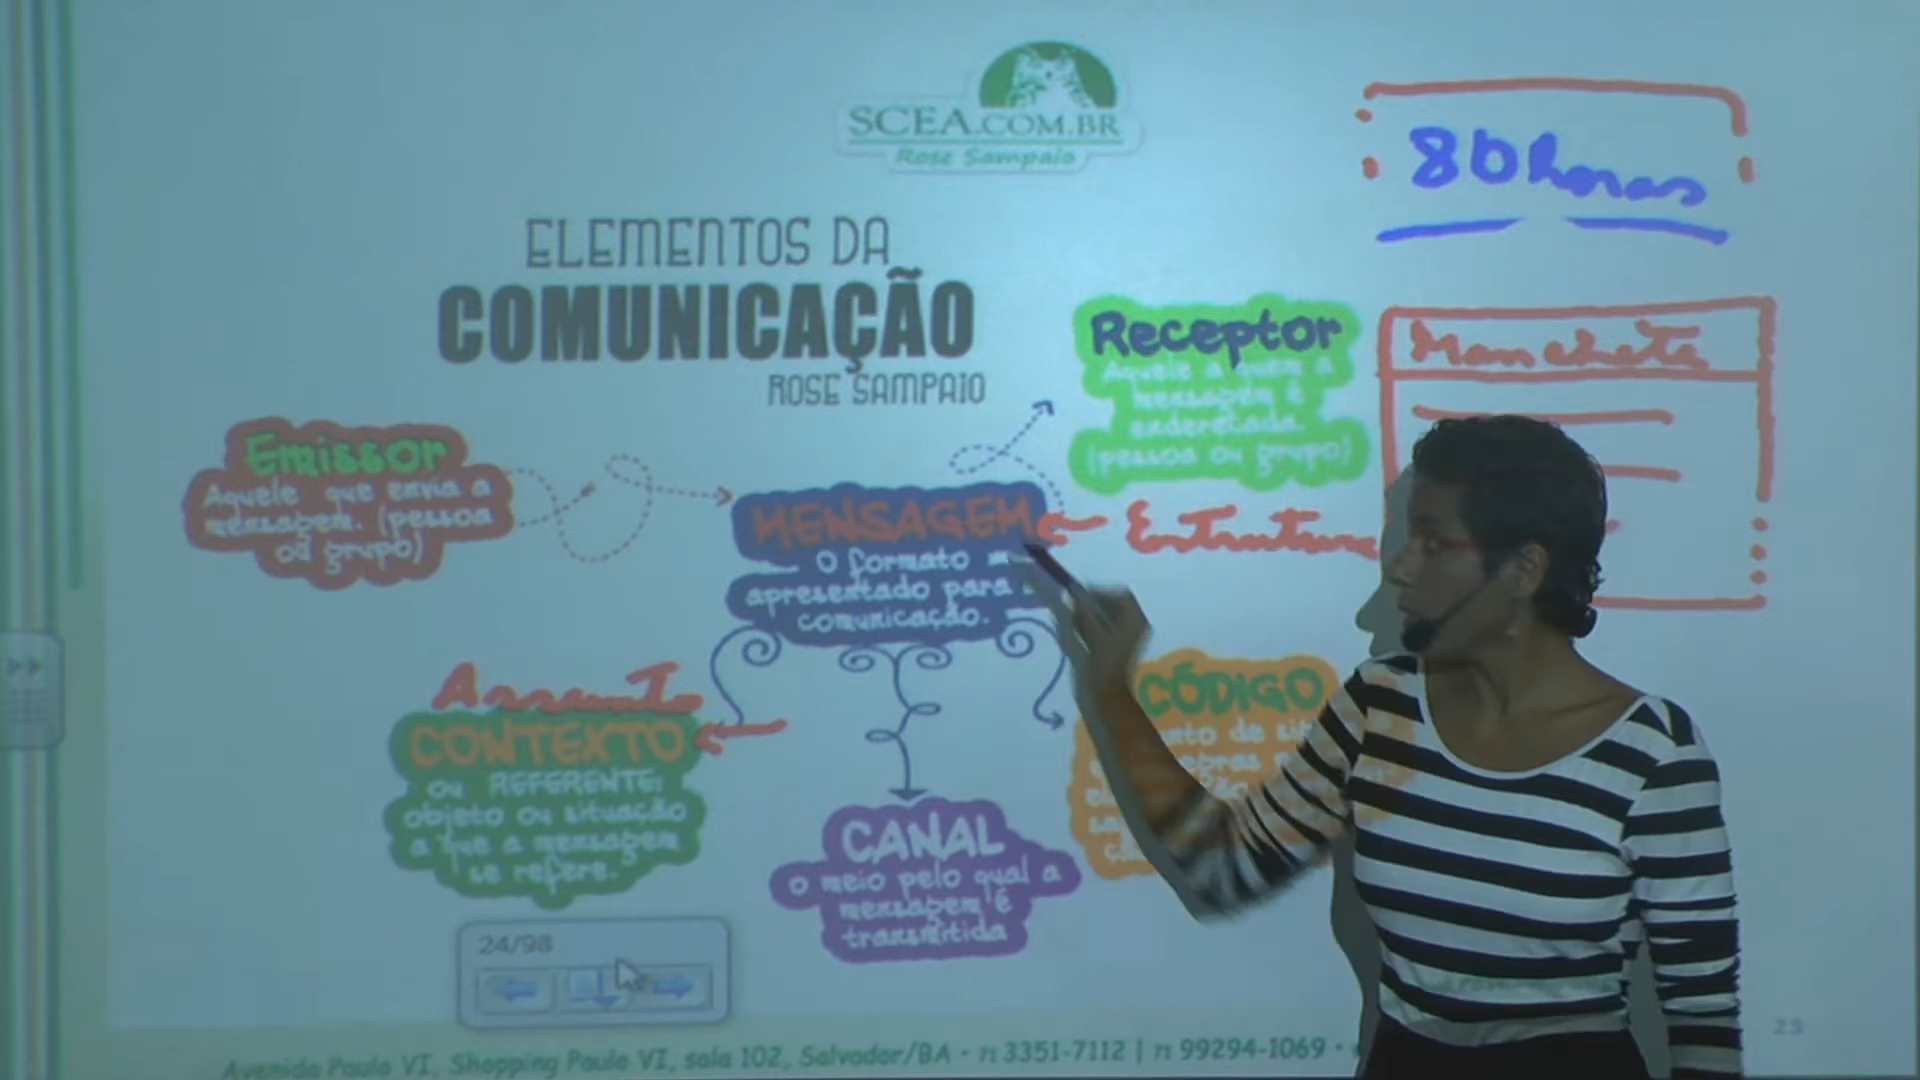 SCEA.COM.BR
Rose Sampaio
80 horas
ELEMENTOS DA
COMUNICAÇÃO
ROSE SAMPAIO
Receptor
Aquele a quem a
mensagem é
endereçada
(pessoa ou grupo)
Manchete
Emissor
Aquele que envia a
mensagem. (pessoa
ou grupo)
MENSAGEM
Estrutura
O formato
apresentado para
comunicação.
Assunto
CONTEXTO
OU REFERENTE:
objeto ou situação
a que a mensagem
se refere.
CANAL
o meio pelo qual a
mensagem é
transmitida
CÓDIGO
24/98
23
Avenida Paulo VI, Shopping Paulo VI, sala 102, Salvador/BA • 71 3351-7112 | 71 99294-1069 •